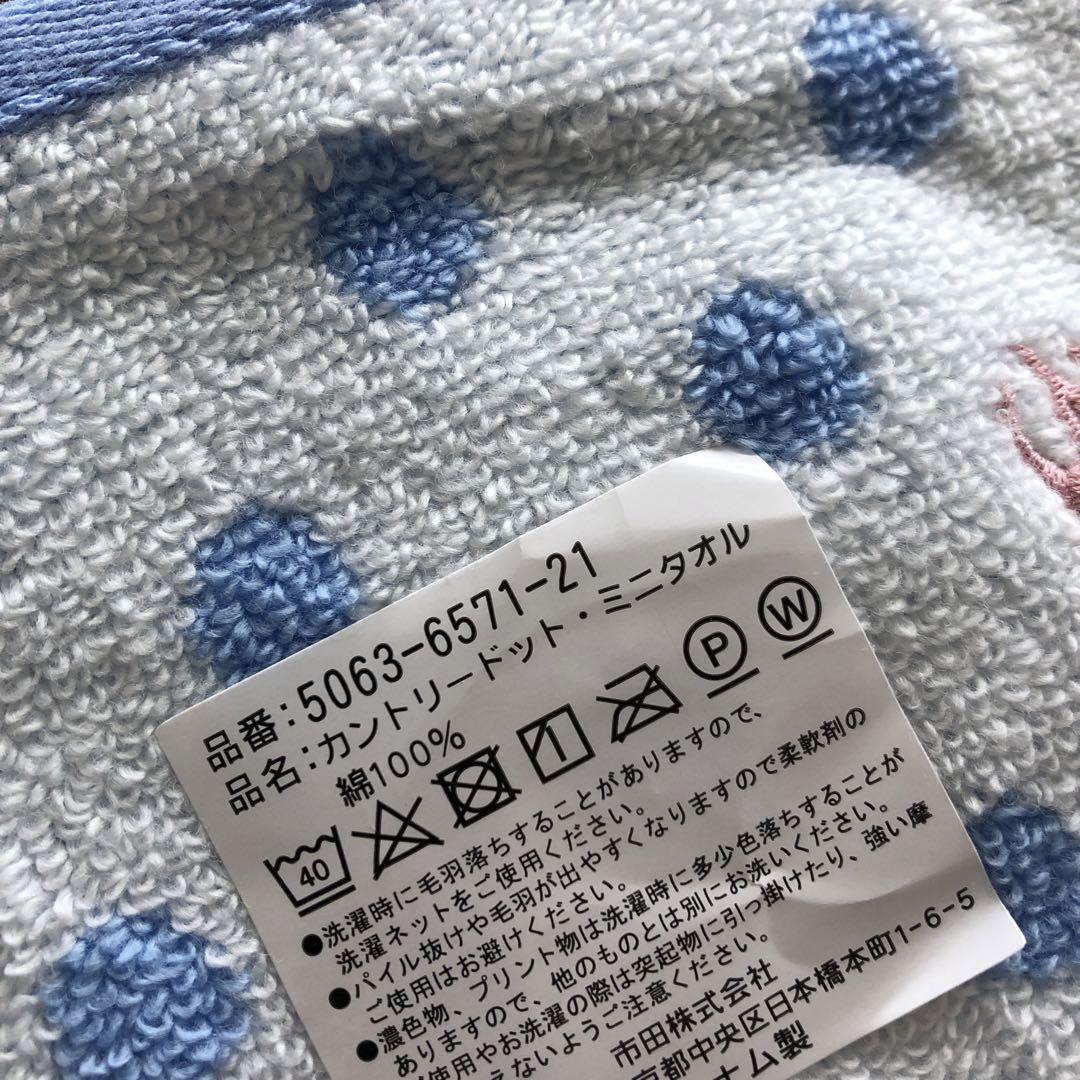 品番:5063-6571-21
品名:カントリードット・ミニタオル
綿100%
40 1 P W
●洗濯時に毛羽落ちすることがありますので、
洗濯ネットをご使用ください。
●パイル抜けや毛羽が出やすくなりますので柔軟剤の
ご使用はお避けください。
●濃色物、プリント物は洗濯時に多少色落ちすることが
ありますので、他のものとは別にお洗いください。
使用やお洗濯の際は突起物に引っ掛けたり、強い摩
えないようご注意ください。
市田株式会社
京都中央区日本橋本町1-6-5
ナム製